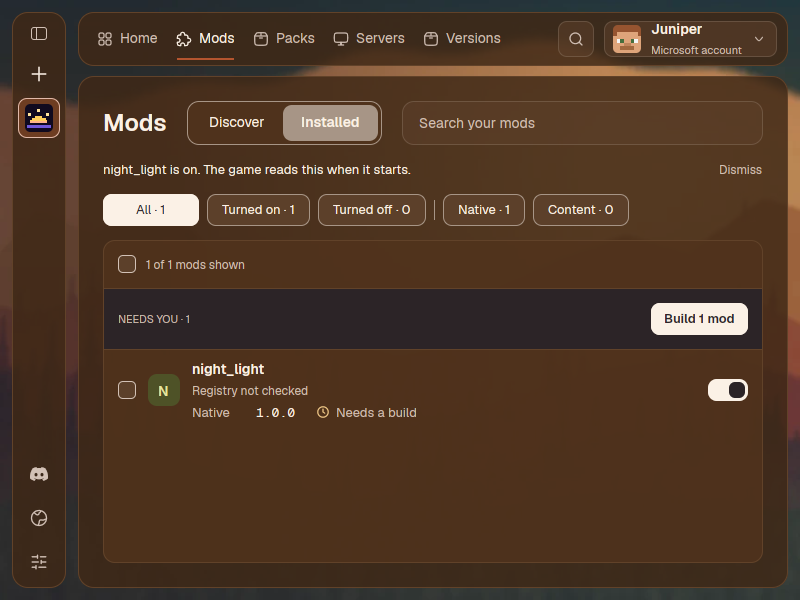 Home
Mods
Packs
Servers
Versions
Juniper
Microsoft account
Mods
Discover
Installed
Search your mods
night_light is on. The game reads this when it starts.
Dismiss
All · 1
Turned on · 1
Turned off · 0
Native · 1
Content · 0
1 of 1 mods shown
NEEDS YOU · 1
Build 1 mod
N
night_light
Registry not checked
Native 1.0.0 Needs a build